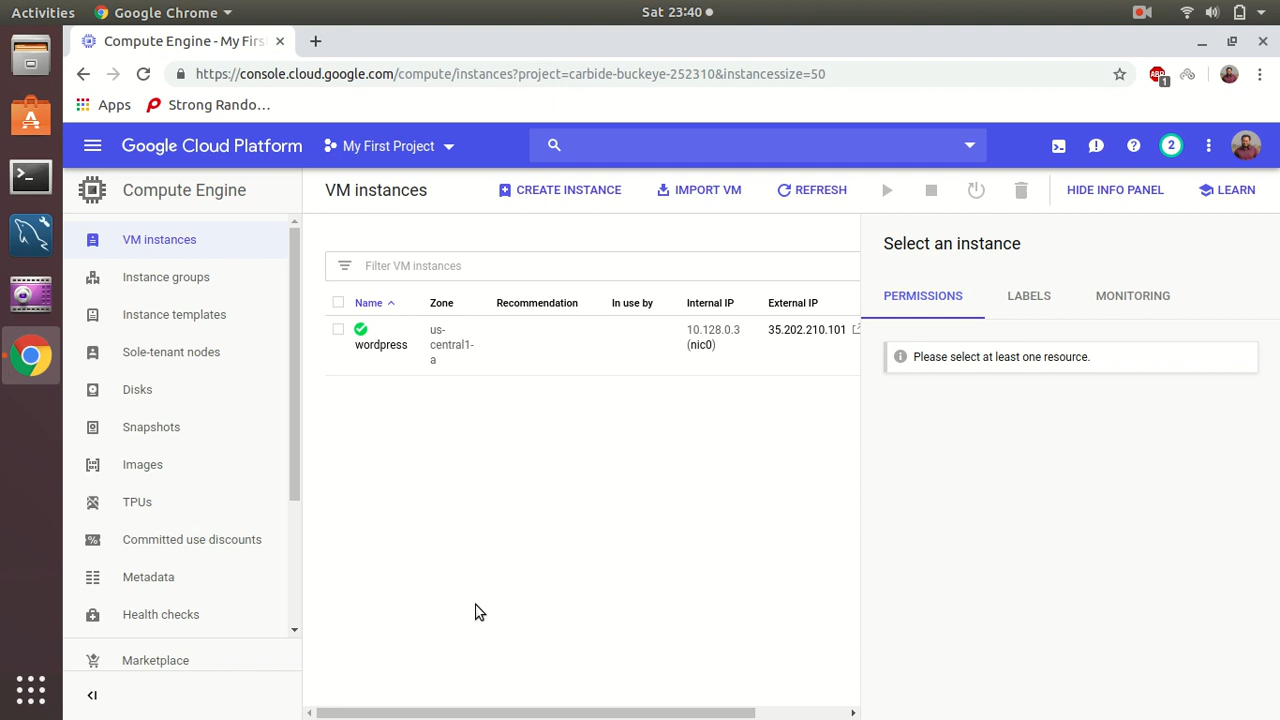 Activities
Google Chrome
Sat 23:40
Compute Engine - My Firs
https://console.cloud.google.com/compute/instances?project=carbide-buckeye-252310&instancessize=50
ABP
1
Apps
Strong Rando…
Google Cloud Platform
My First Project
2
Compute Engine
VM instances
CREATE INSTANCE
IMPORT VM
REFRESH
HIDE INFO PANEL
LEARN
VM instances
Instance groups
Instance templates
Sole-tenant nodes
Disks
Snapshots
Images
TPUs
Committed use discounts
Metadata
Health checks
Marketplace
Filter VM instances
Name
Zone
Recommendation
In use by
Internal IP
External IP
wordpress
us-
central1-
a
10.128.0.3
(nic0)
35.202.210.101
Select an instance
PERMISSIONS
LABELS
MONITORING
Please select at least one resource.